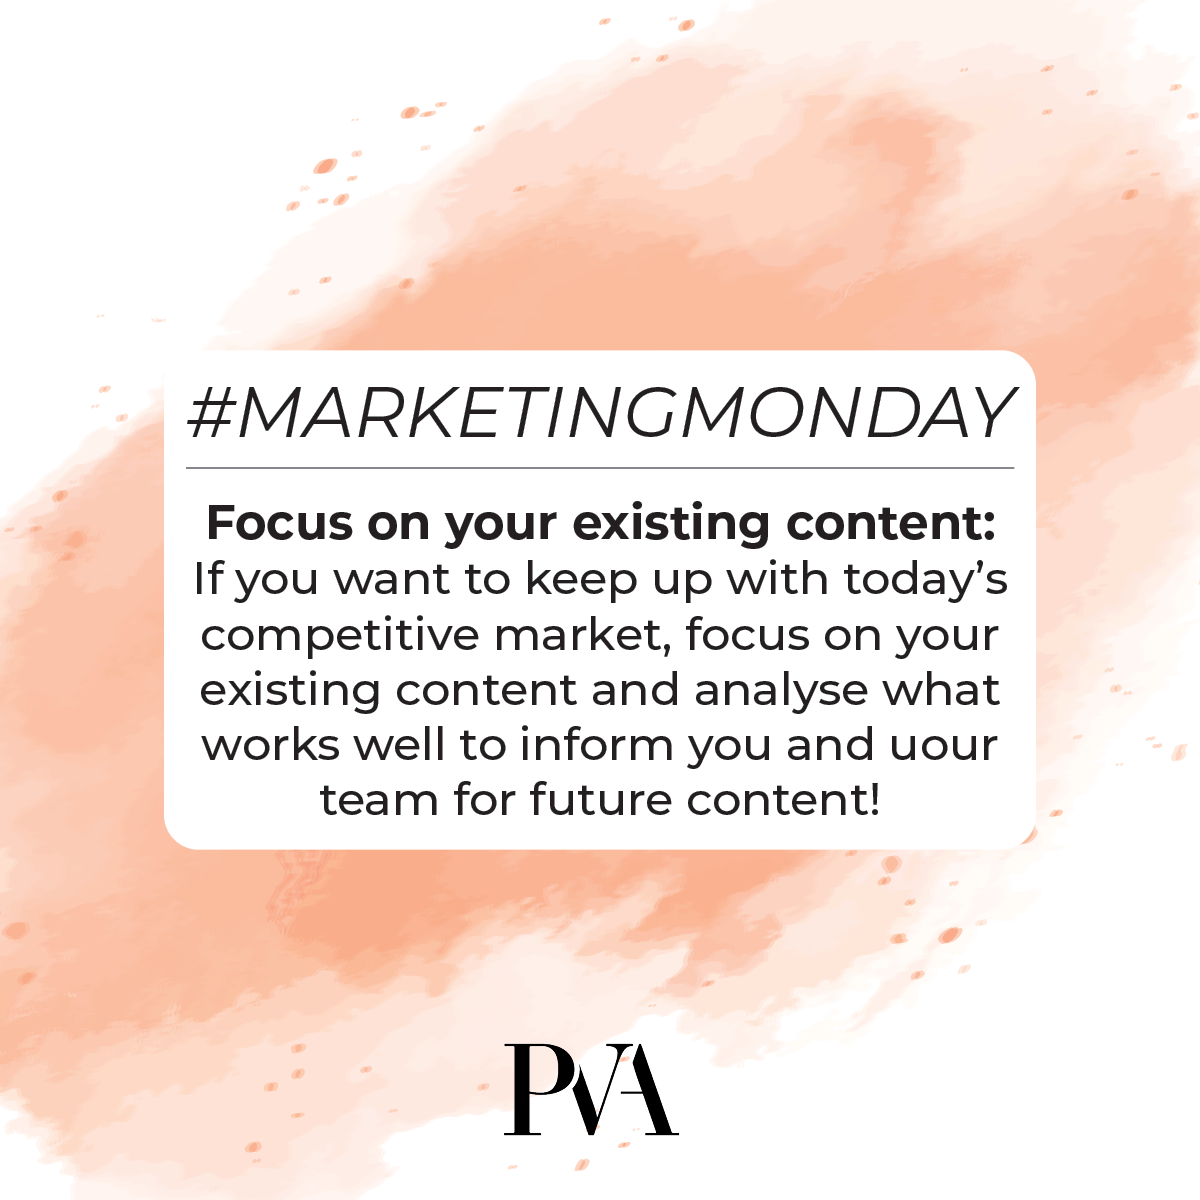 #MARKETINGMONDAY
Focus on your existing content:
If you want to keep up with today’s
competitive market, focus on your
existing content and analyse what
works well to inform you and uour
team for future content!
PVA